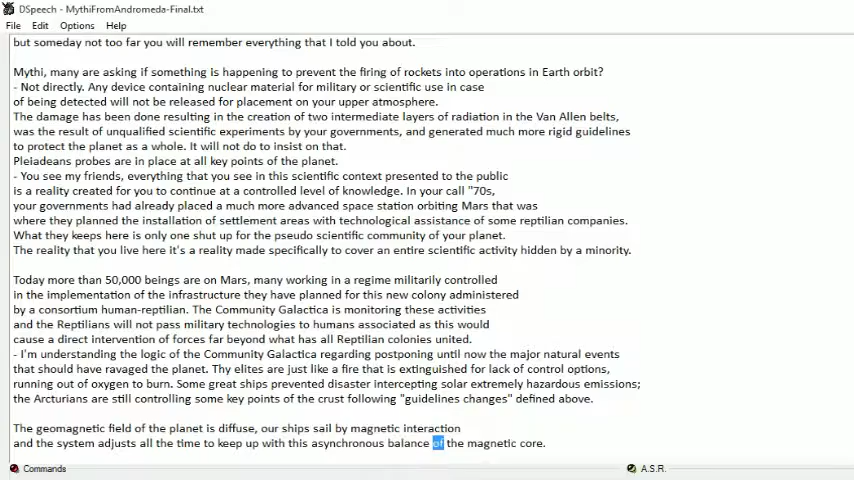 DSpeech - MythiFromAndromeda-Final.txt
File Edit Options Help
but someday not too far you will remember everything that I told you about.
Mythi, many are asking if something is happening to prevent the firing of rockets into operations in Earth orbit?
- Not directly. Any device containing nuclear material for military or scientific use in case
of being detected will not be released for placement on your upper atmosphere.
The damage has been done resulting in the creation of two intermediate layers of radiation in the Van Allen belts,
was the result of unqualified scientific experiments by your governments, and generated much more rigid guidelines
to protect the planet as a whole. It will not do to insist on that.
Pleiadeans probes are in place at all key points of the planet.
- You see my friends, everything that you see in this scientific context presented to the public
is a reality created for you to continue at a controlled level of knowledge. In your call "70s,
your governments had already placed a much more advanced space station orbiting Mars that was
where they planned the installation of settlement areas with technological assistance of some reptilian companies.
What they keeps here is only one shut up for the pseudo scientific community of your planet.
The reality that you live here it's a reality made specifically to cover an entire scientific activity hidden by a minority.
Today more than 50,000 beings are on Mars, many working in a regime militarily controlled
in the implementation of the infrastructure they have planned for this new colony administered
by a consortium human-reptilian. The Community Galactica is monitoring these activities
and the Reptilians will not pass military technologies to humans associated as this would
cause a direct intervention of forces far beyond what has all Reptilian colonies united.
- I'm understanding the logic of the Community Galactica regarding postponing until now the major natural events
that should have ravaged the planet. Thy elites are just like a fire that is extinguished for lack of control options,
running out of oxygen to burn. Some great ships prevented disaster intercepting solar extremely hazardous emissions;
the Arcturians are still controlling some key points of the crust following "guidelines changes" defined above.
The geomagnetic field of the planet is diffuse, our ships sail by magnetic interaction
and the system adjusts all the time to keep up with this asynchronous balance of the magnetic core.
Commands A.S.R.